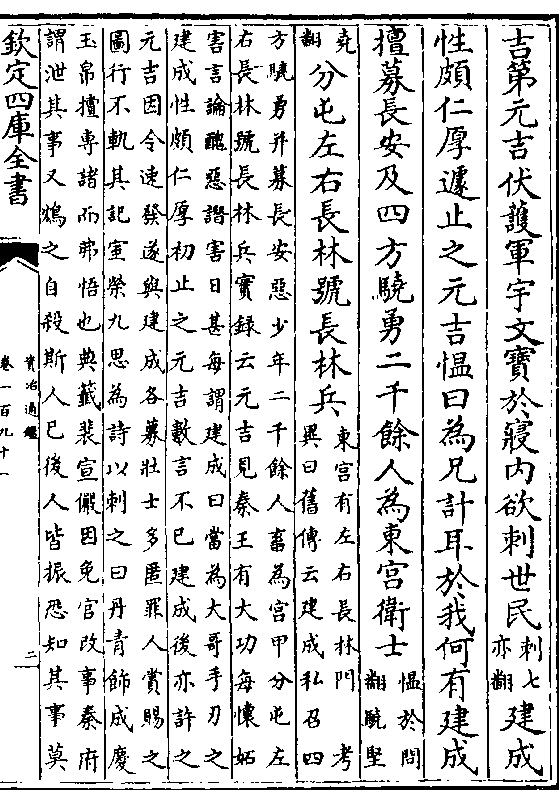 吉第元吉伏護軍宇文寶於寢内欲刺世民刺七亦翻建成
性頗仁厚遽止之元吉愠曰為兄計耳於我何有建成
擅募長安及四方驍勇二千餘人為東宫衛士愠於問翻驍堅
堯翻分屯左右長林號長林兵東宫有左右長林門考異曰舊傳云建成私召四
方驍勇并募長安惡少年二千餘人畜為宫甲分屯左
右長林號長林兵實録云元吉見秦王有大功每懷妬
害言論醜惡譖害日甚每謂建成曰當為大哥手刃之
建成性頗仁厚初止之元吉數言不已建成後亦許之
元吉因令速發遂與建成各募壯士多匿罪人賞賜之
圖行不軌其記室榮九思為詩以刺之曰丹青飾成慶
玉帛擅專諸而弗悟也典籖裴宣儼因免官改事秦府
謂泄其事又鴆之自殺斯人已後人皆振恐知其事莫
欽定四庫全書
資治通鑑
卷一百九十一
二